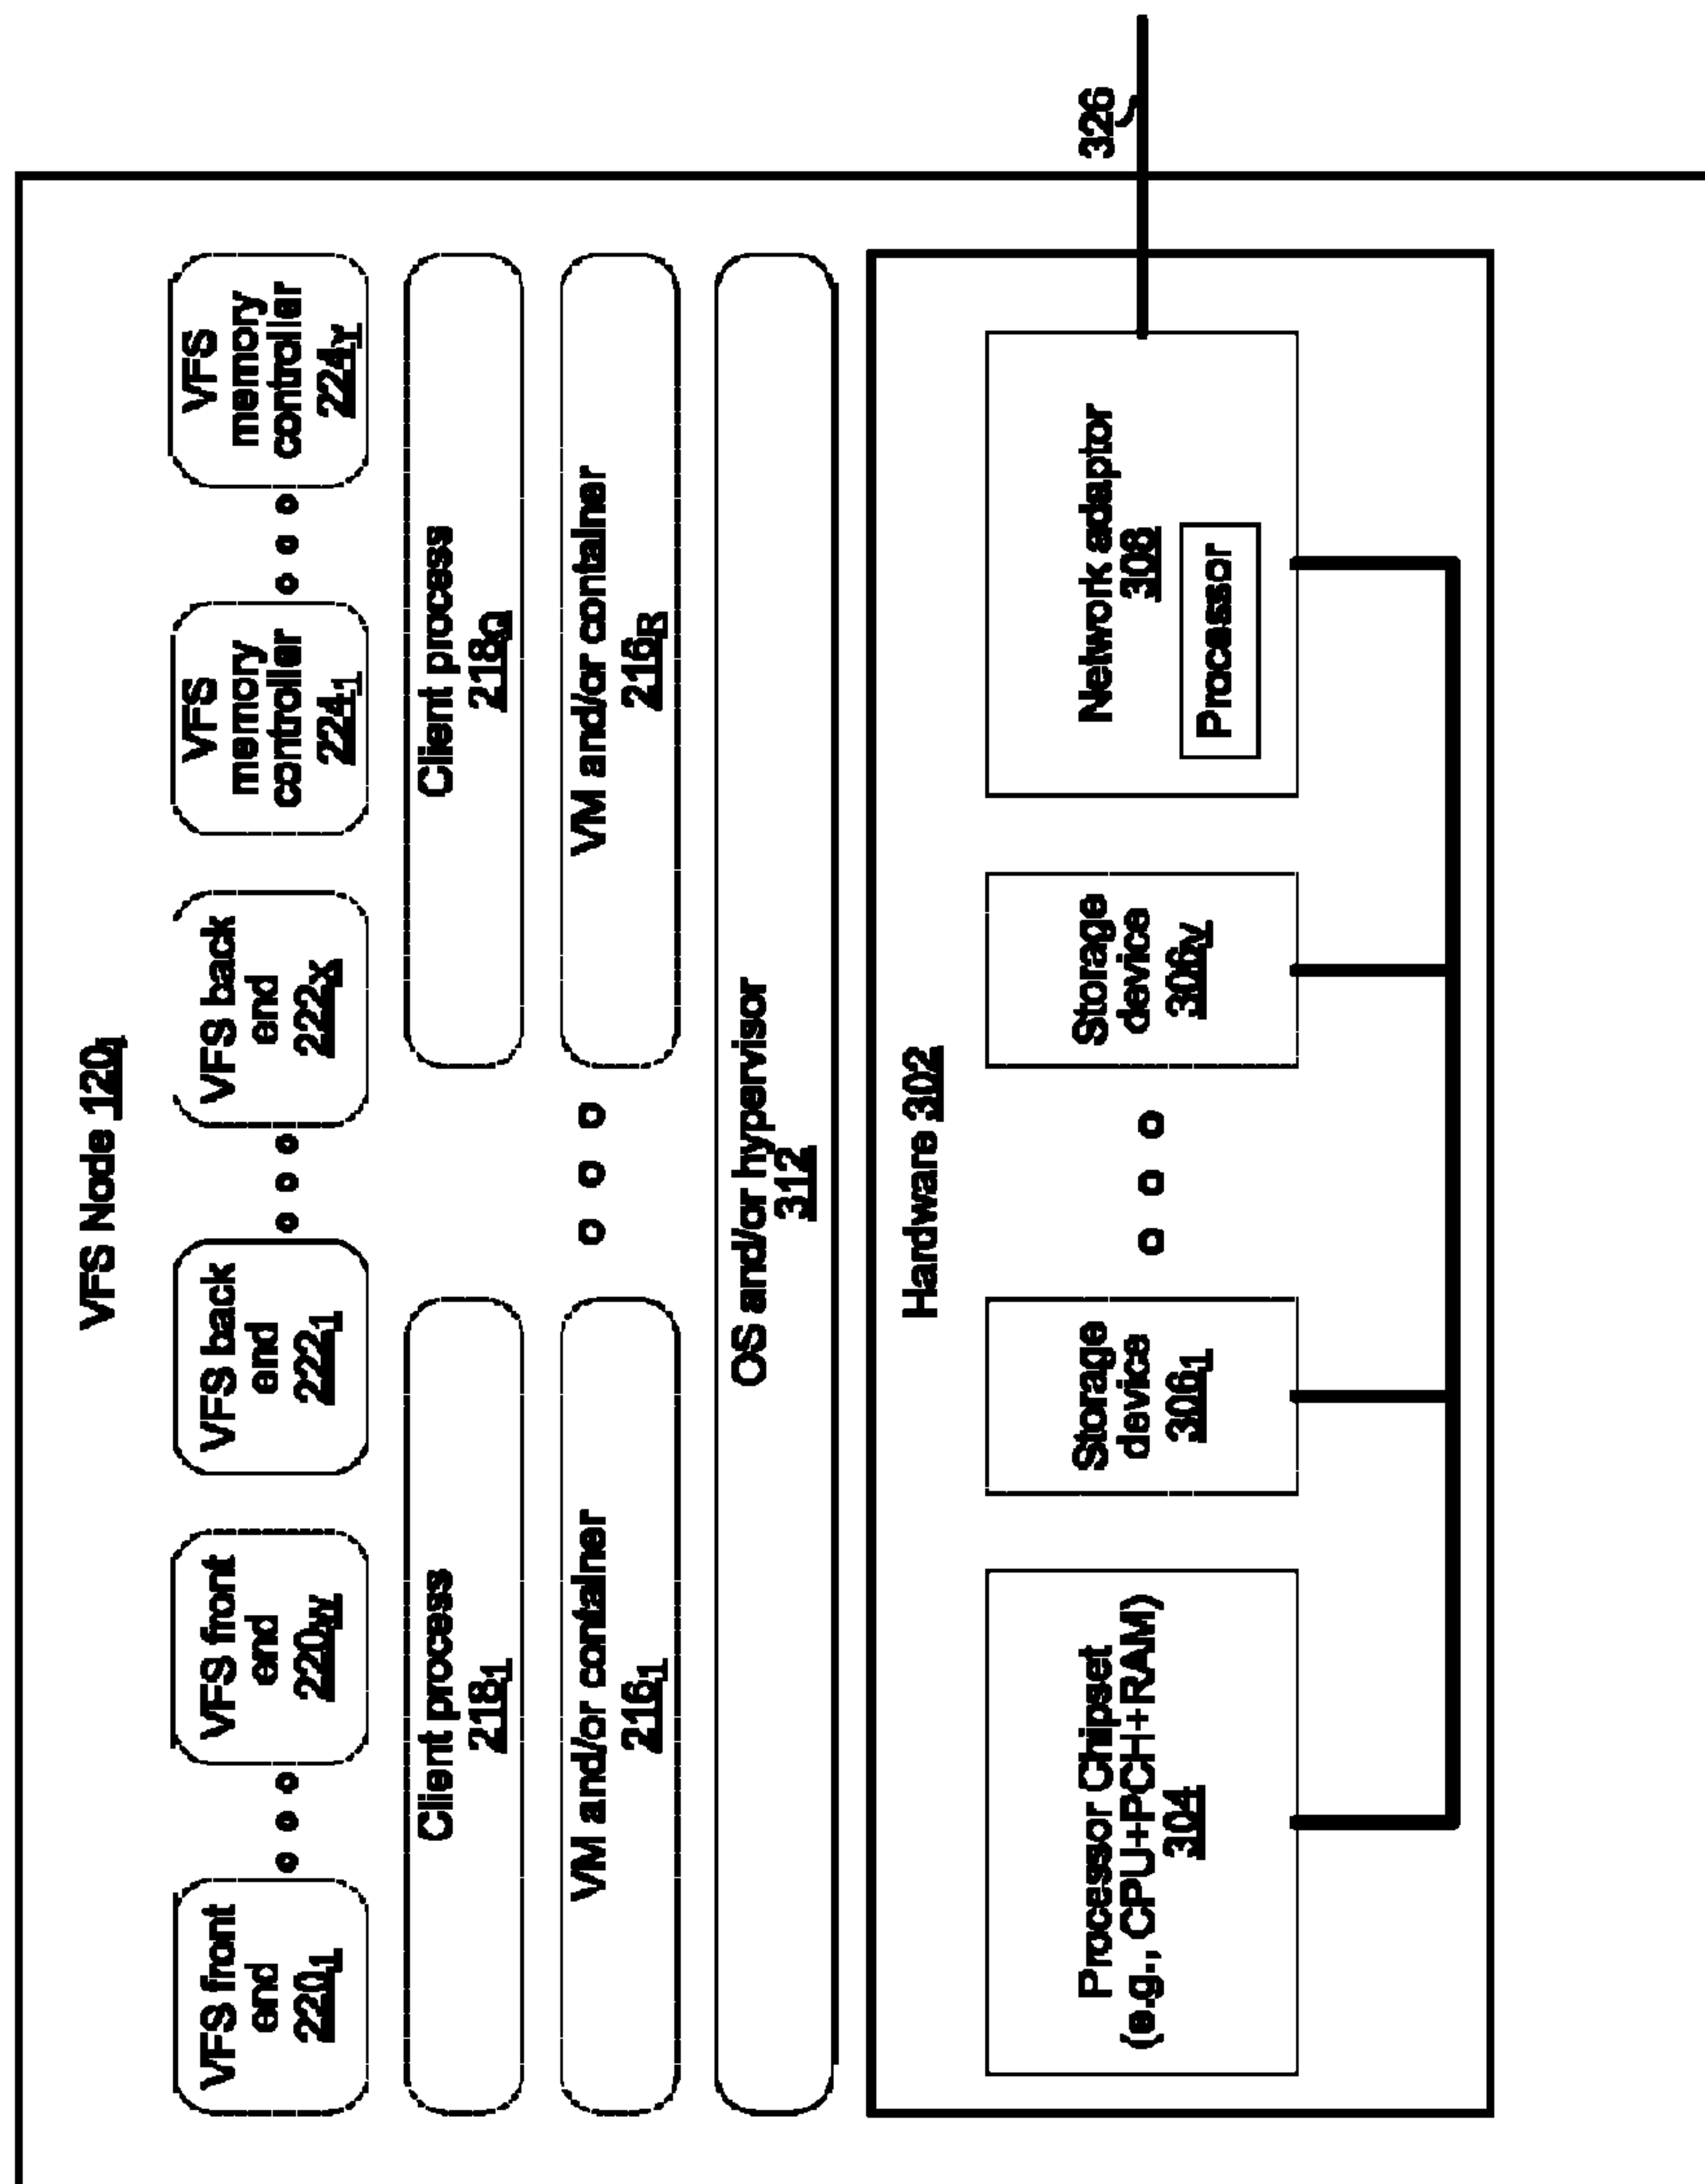 VFS Node 120J
VFS front
end
2201
VFS front
end
220W
VFS back
end
2221
VFS back
end
222X
VFS
memory
controller
2241
VFS
memory
controller
224Y
Client process
2181
Client process
218Q
VM and/or container
2161
VM and/or container
216R
OS and/or hypervisor
312
Hardware 302
Processor Chipset
(e.g., CPU+PCH+RAM)
304
Storage
device
3061
Storage
device
306V
Network adaptor
308
Processor
326